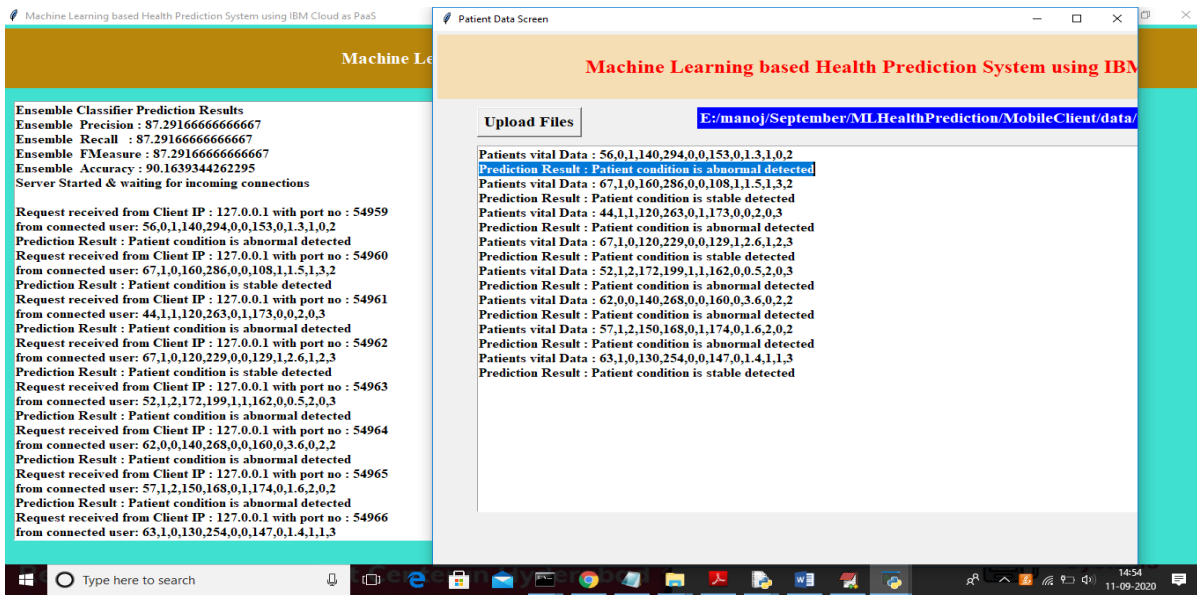 Machine Learning based Health Prediction System using IBM Cloud as PaaS
Machine Le
Ensemble Classifier Prediction Results
Ensemble Precision : 87.29166666666667
Ensemble Recall : 87.29166666666667
Ensemble FMeasure : 87.29166666666667
Ensemble Accuracy : 90.1639344262295
Server Started & waiting for incoming connections
Request received from Client IP : 127.0.0.1 with port no : 54959
from connected user: 56,0,1,140,294,0,0,153,0,1.3,1,0,2
Prediction Result : Patient condition is abnormal detected
Request received from Client IP : 127.0.0.1 with port no : 54960
from connected user: 67,1,0,160,286,0,0,108,1,1.5,1,3,2
Prediction Result : Patient condition is stable detected
Request received from Client IP : 127.0.0.1 with port no : 54961
from connected user: 44,1,1,120,263,0,1,173,0,0,2,0,3
Prediction Result : Patient condition is abnormal detected
Request received from Client IP : 127.0.0.1 with port no : 54962
from connected user: 67,1,0,120,229,0,0,129,1,2.6,1,2,3
Prediction Result : Patient condition is stable detected
Request received from Client IP : 127.0.0.1 with port no : 54963
from connected user: 52,1,2,172,199,1,1,162,0,0.5,2,0,3
Prediction Result : Patient condition is abnormal detected
Request received from Client IP : 127.0.0.1 with port no : 54964
from connected user: 62,0,0,140,268,0,0,160,0,3.6,0,2,2
Prediction Result : Patient condition is abnormal detected
Request received from Client IP : 127.0.0.1 with port no : 54965
from connected user: 57,1,2,150,168,0,1,174,0,1.6,2,0,2
Prediction Result : Patient condition is abnormal detected
Request received from Client IP : 127.0.0.1 with port no : 54966
from connected user: 63,1,0,130,254,0,0,147,0,1.4,1,1,3
Patient Data Screen
Machine Learning based Health Prediction System using IBM
Upload Files
E:/manoj/September/MLHealthPrediction/MobileClient/data/
Patients vital Data : 56,0,1,140,294,0,0,153,0,1.3,1,0,2
Prediction Result : Patient condition is abnormal detected
Patients vital Data : 67,1,0,160,286,0,0,108,1,1.5,1,3,2
Prediction Result : Patient condition is stable detected
Patients vital Data : 44,1,1,120,263,0,1,173,0,0,2,0,3
Prediction Result : Patient condition is abnormal detected
Patients vital Data : 67,1,0,120,229,0,0,129,1,2.6,1,2,3
Prediction Result : Patient condition is stable detected
Patients vital Data : 52,1,2,172,199,1,1,162,0,0.5,2,0,3
Prediction Result : Patient condition is abnormal detected
Patients vital Data : 62,0,0,140,268,0,0,160,0,3.6,0,2,2
Prediction Result : Patient condition is abnormal detected
Patients vital Data : 57,1,2,150,168,0,1,174,0,1.6,2,0,2
Prediction Result : Patient condition is abnormal detected
Patients vital Data : 63,1,0,130,254,0,0,147,0,1.4,1,1,3
Prediction Result : Patient condition is stable detected
Type here to search
14:54
11-09-2020